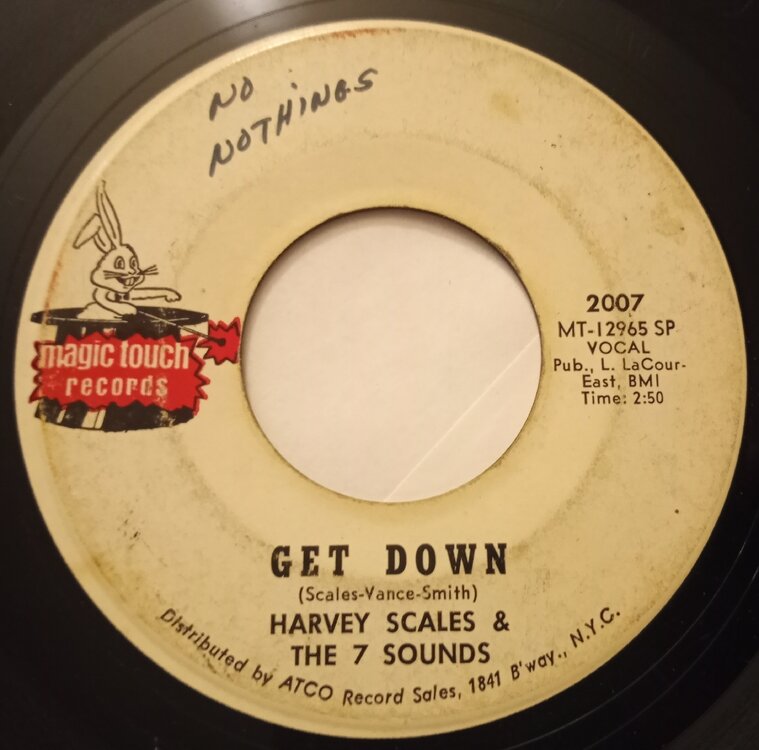 NO
NOTHINGS
magic touch
records
2007
MT-12965 SP
VOCAL
Pub., L. LaCour-
East, BMI
Time: 2:50
GET DOWN
(Scales-Vance-Smith)
HARVEY SCALES &
THE 7 SOUNDS
Distributed by ATCO Record Sales, 1841 B'way., N.Y.C.